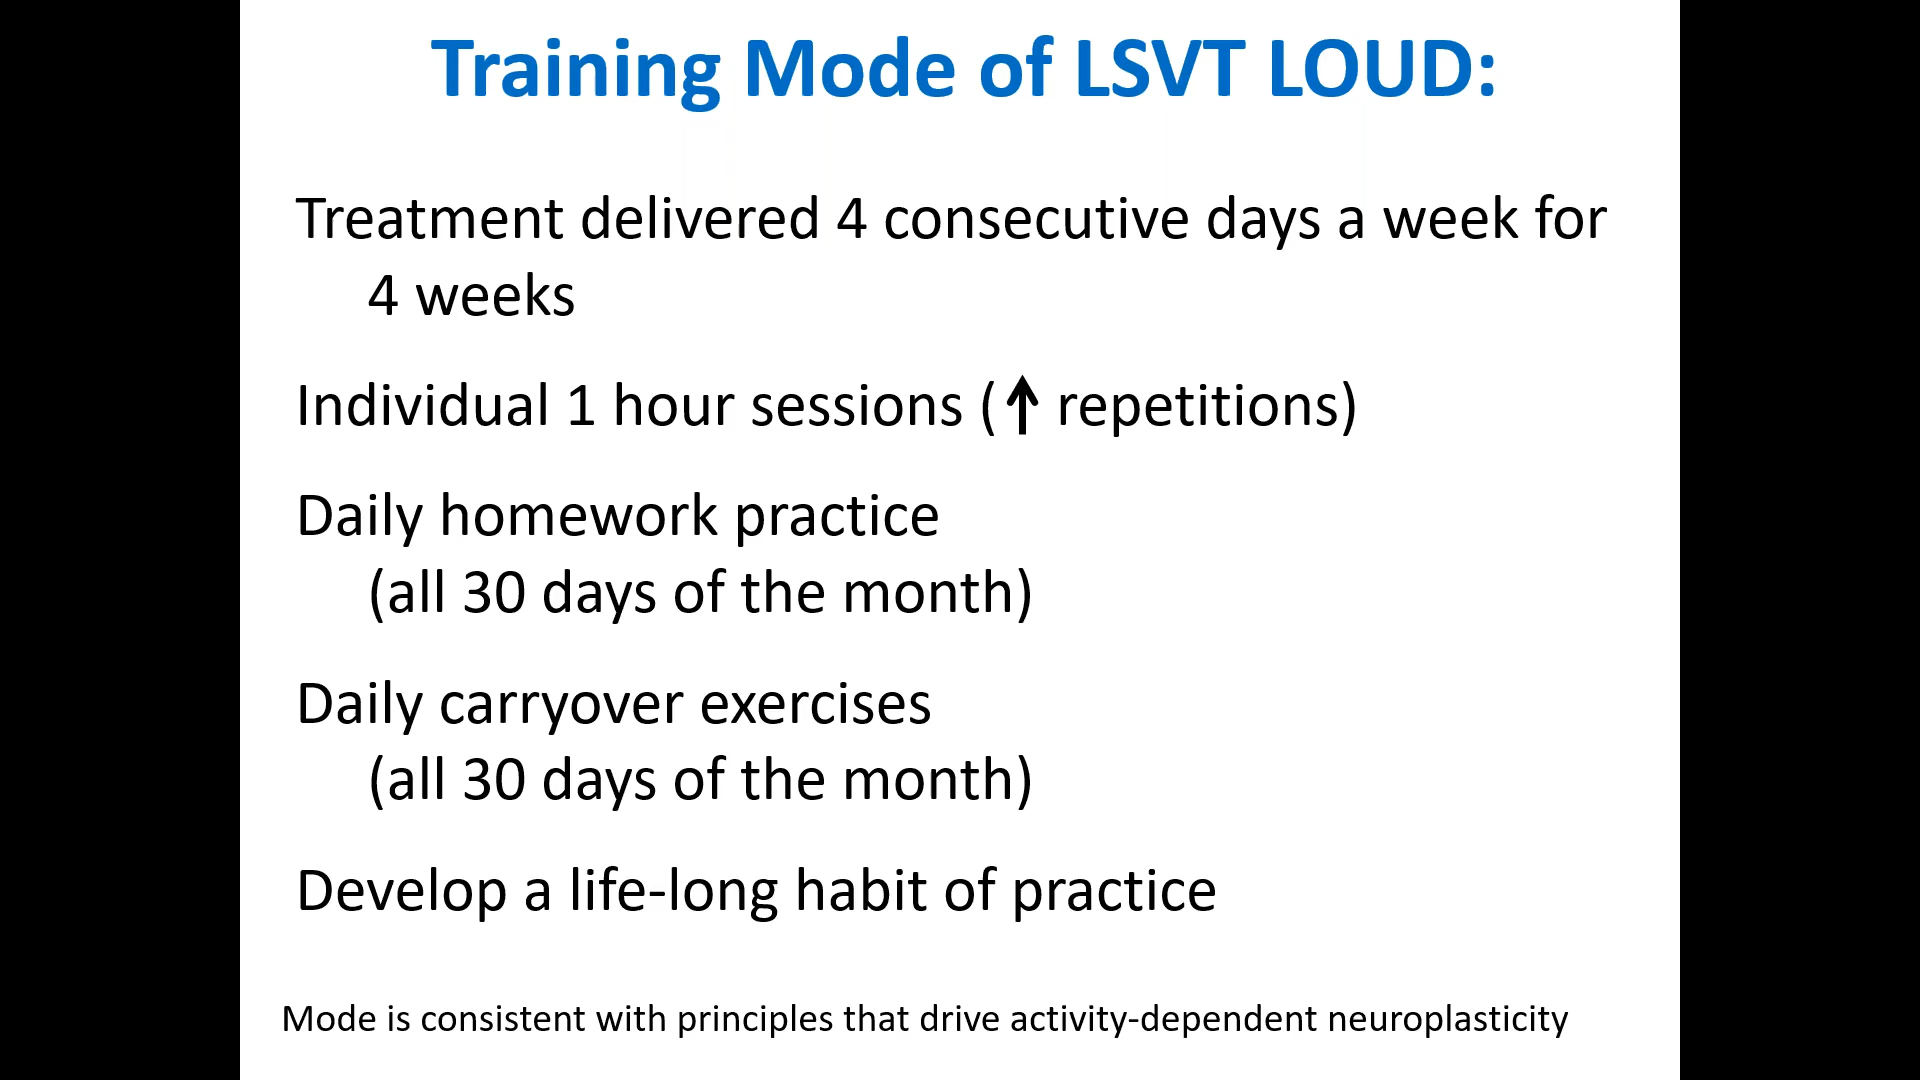 Training Mode of LSVT LOUD:
Treatment delivered 4 consecutive days a week for
4 weeks
Individual 1 hour sessions (↑ repetitions)
Daily homework practice
(all 30 days of the month)
Daily carryover exercises
(all 30 days of the month)
Develop a life-long habit of practice
Mode is consistent with principles that drive activity-dependent neuroplasticity